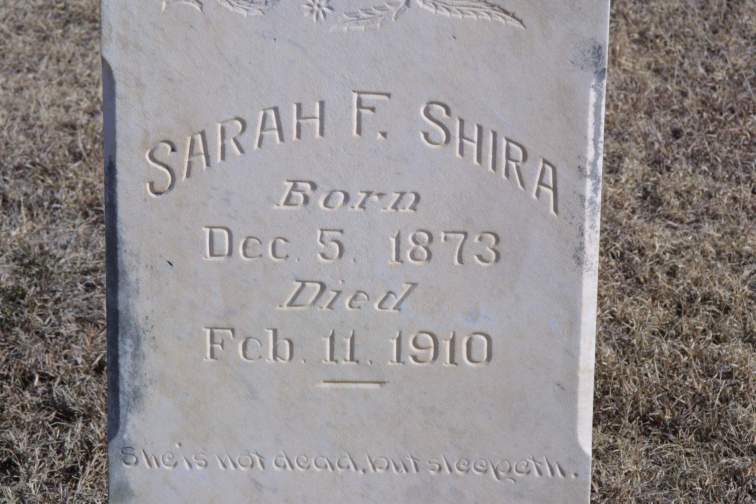 SARAH F. SHIRA
Born
Dec. 5. 1873
Died
Feb. 11. 1910
She is not dead, but sleepeth.